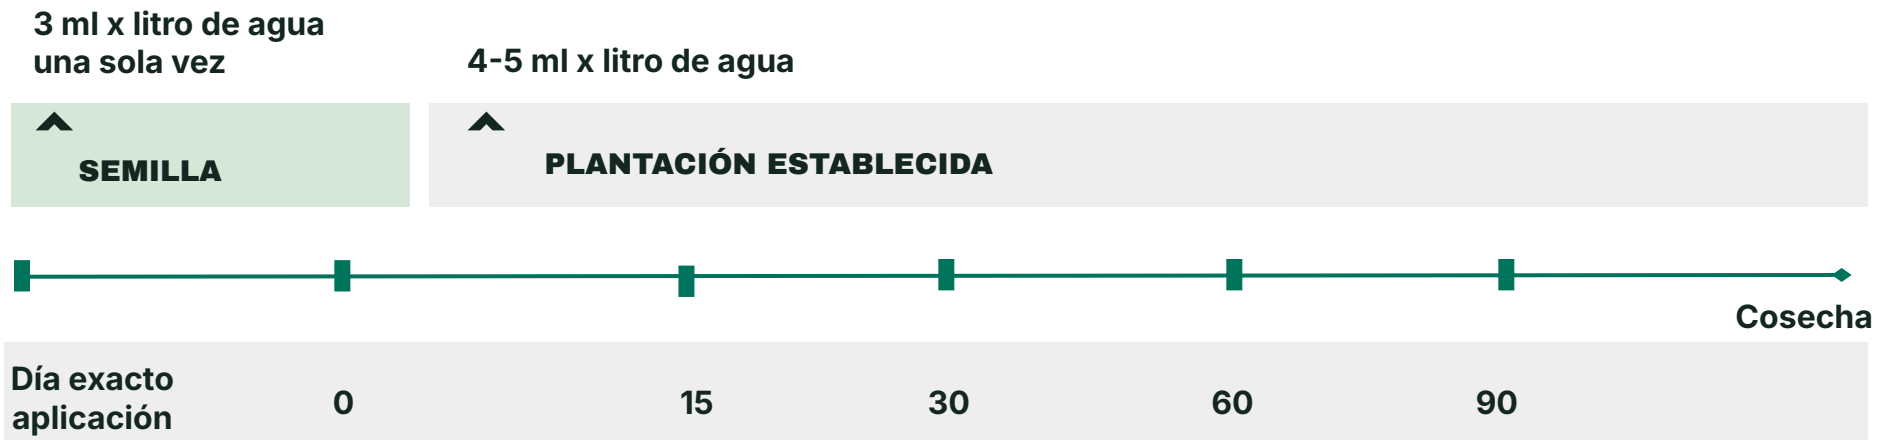 3 ml x litro de agua
una sola vez
4-5 ml x litro de agua
SEMILLA
PLANTACIÓN ESTABLECIDA
Cosecha
Día exacto
aplicación
0
15
30
60
90